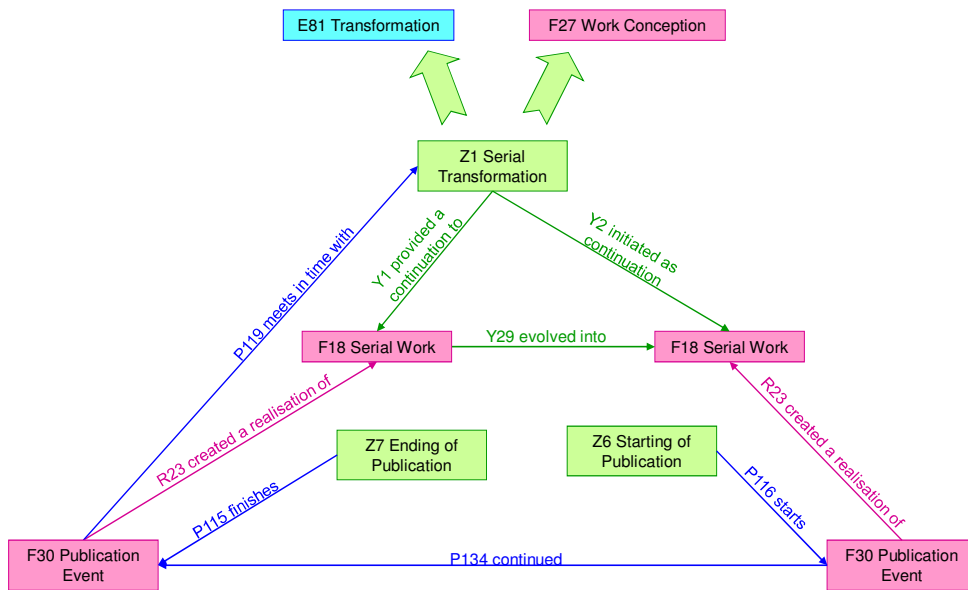 E81 Transformation
F27 Work Conception
Z1 Serial
Transformation
P119 meets in time with
Y1 provided a
continuation to
Y2 initiated as
continuation
F18 Serial Work
Y29 evolved into
F18 Serial Work
R23 created a realisation of
R23 created a realisation of
Z7 Ending of
Publication
Z6 Starting of
Publication
P115 finishes
P116 starts
F30 Publication
Event
P134 continued
F30 Publication
Event